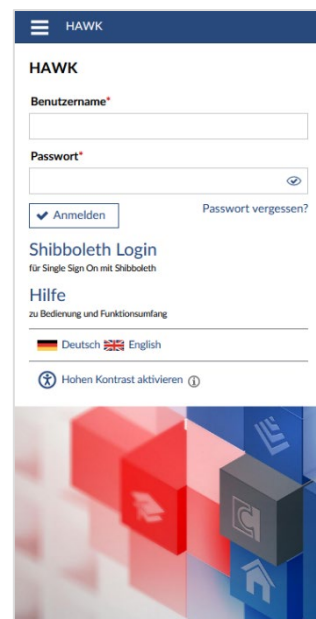 HAWK
HAWK
Benutzername*
Passwort*
Anmelden
Passwort vergessen?
Shibboleth Login
für Single Sign On mit Shibboleth
Hilfe
zu Bedienung und Funktionsumfang
Deutsch English
Hohen Kontrast aktivieren